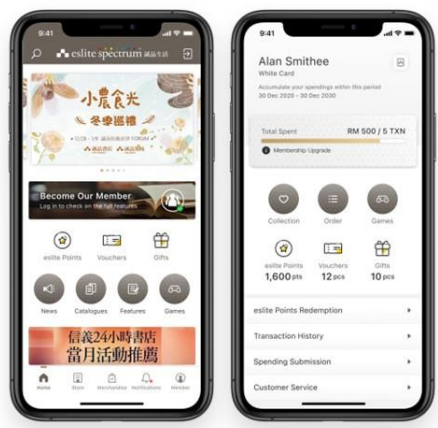 9:41
eslite spectrum 誠品生活
小農食光
冬季巡禮
Become Our Member
Log in to check on the full features
eslite Points
Vouchers
Gifts
News
Catalogues
Features
Games
信義24小時書店
當月活動推薦
Home
Store
Merchandise
Notifications
Member
9:41
Alan Smithee
White Card
Accumulate your spendings within this period
30 Dec 2020 - 30 Dec 2030
Total Spent
RM 500 / 5 TXN
Membership Upgrade
Collection
Order
Games
eslite Points
1,600 pts
Vouchers
12 pcs
Gifts
10 pcs
eslite Points Redemption
Transaction History
Spending Submission
Customer Service